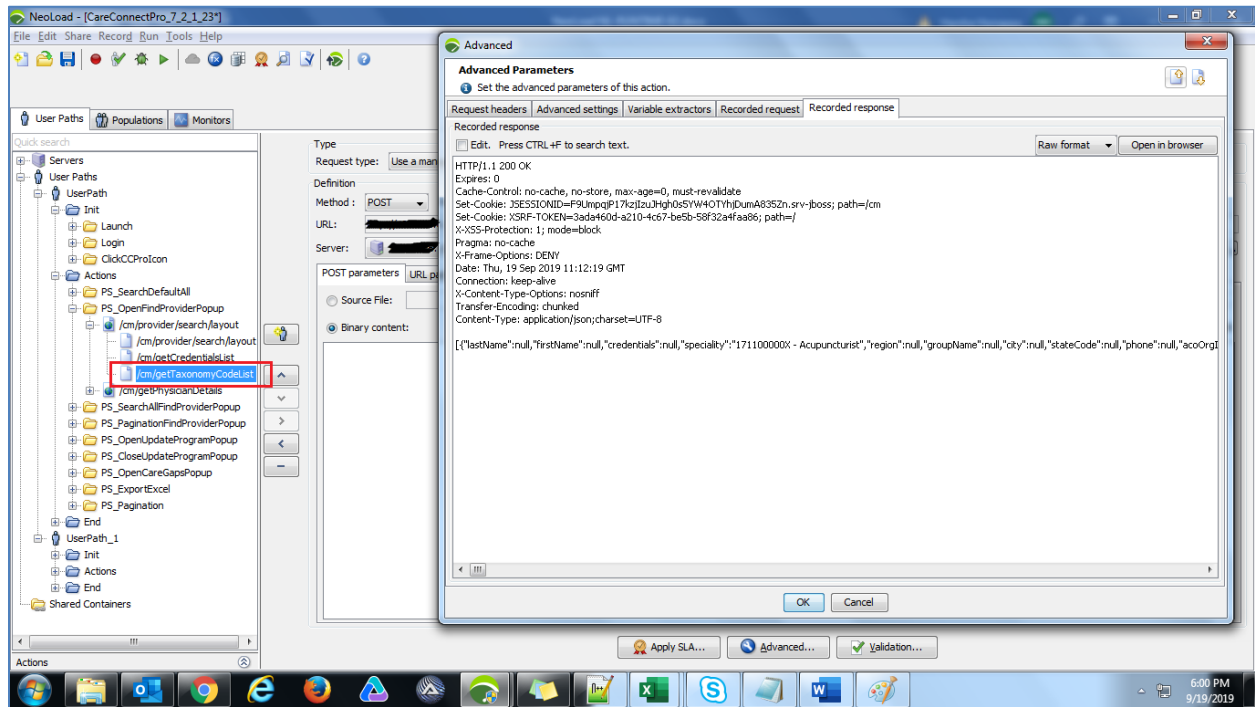 NeoLoad - [CareConnectPro_7_2_1_23*]
File Edit Share Record Run Tools Help
User Paths
Populations
Monitors
Quick search
Servers
User Paths
UserPath
Init
Launch
Login
ClickCCProIcon
Actions
PS_SearchDefaultAll
PS_OpenFindProviderPopup
/cm/provider/search/layout
/cm/provider/search/layout
/cm/getCredentialsList
/cm/getTaxonomyCodeList
/cm/getPhysicianDetails
PS_SearchAllFindProviderPopup
PS_PaginationFindProviderPopup
PS_OpenUpdateProgramPopup
PS_CloseUpdateProgramPopup
PS_OpenCareGapsPopup
PS_ExportExcel
PS_Pagination
End
UserPath_1
Init
Actions
End
Shared Containers
Actions
Type
Request type: Use a man
Definition
Method : POST
URL:
Server:
POST parameters URL pa
Source File:
Binary content:
Advanced
Advanced Parameters
Set the advanced parameters of this action.
Request headers Advanced settings Variable extractors Recorded request Recorded response
Recorded response
Edit. Press CTRL+F to search text. Raw format Open in browser
HTTP/1.1 200 OK
Expires: 0
Cache-Control: no-cache, no-store, max-age=0, must-revalidate
Set-Cookie: JSESSIONID=F9UmpqjP17kzjIzuJHgh0s5YW4OTYhjDumA8352n.srv-jboss; path=/cm
Set-Cookie: XSRF-TOKEN=3ada460d-a210-4c67-be5b-58f32a4faa86; path=/
X-XSS-Protection: 1; mode=block
Pragma: no-cache
X-Frame-Options: DENY
Date: Thu, 19 Sep 2019 11:12:19 GMT
Connection: keep-alive
X-Content-Type-Options: nosniff
Transfer-Encoding: chunked
Content-Type: application/json;charset=UTF-8
[{"lastName":null,"firstName":null,"credentials":null,"speciality":"171100000X - Acupuncturist","region":null,"groupName":null,"city":null,"stateCode":null,"phone":null,"acoOrgI
OK Cancel
Apply SLA... Advanced... Validation...
6:00 PM
9/19/2019